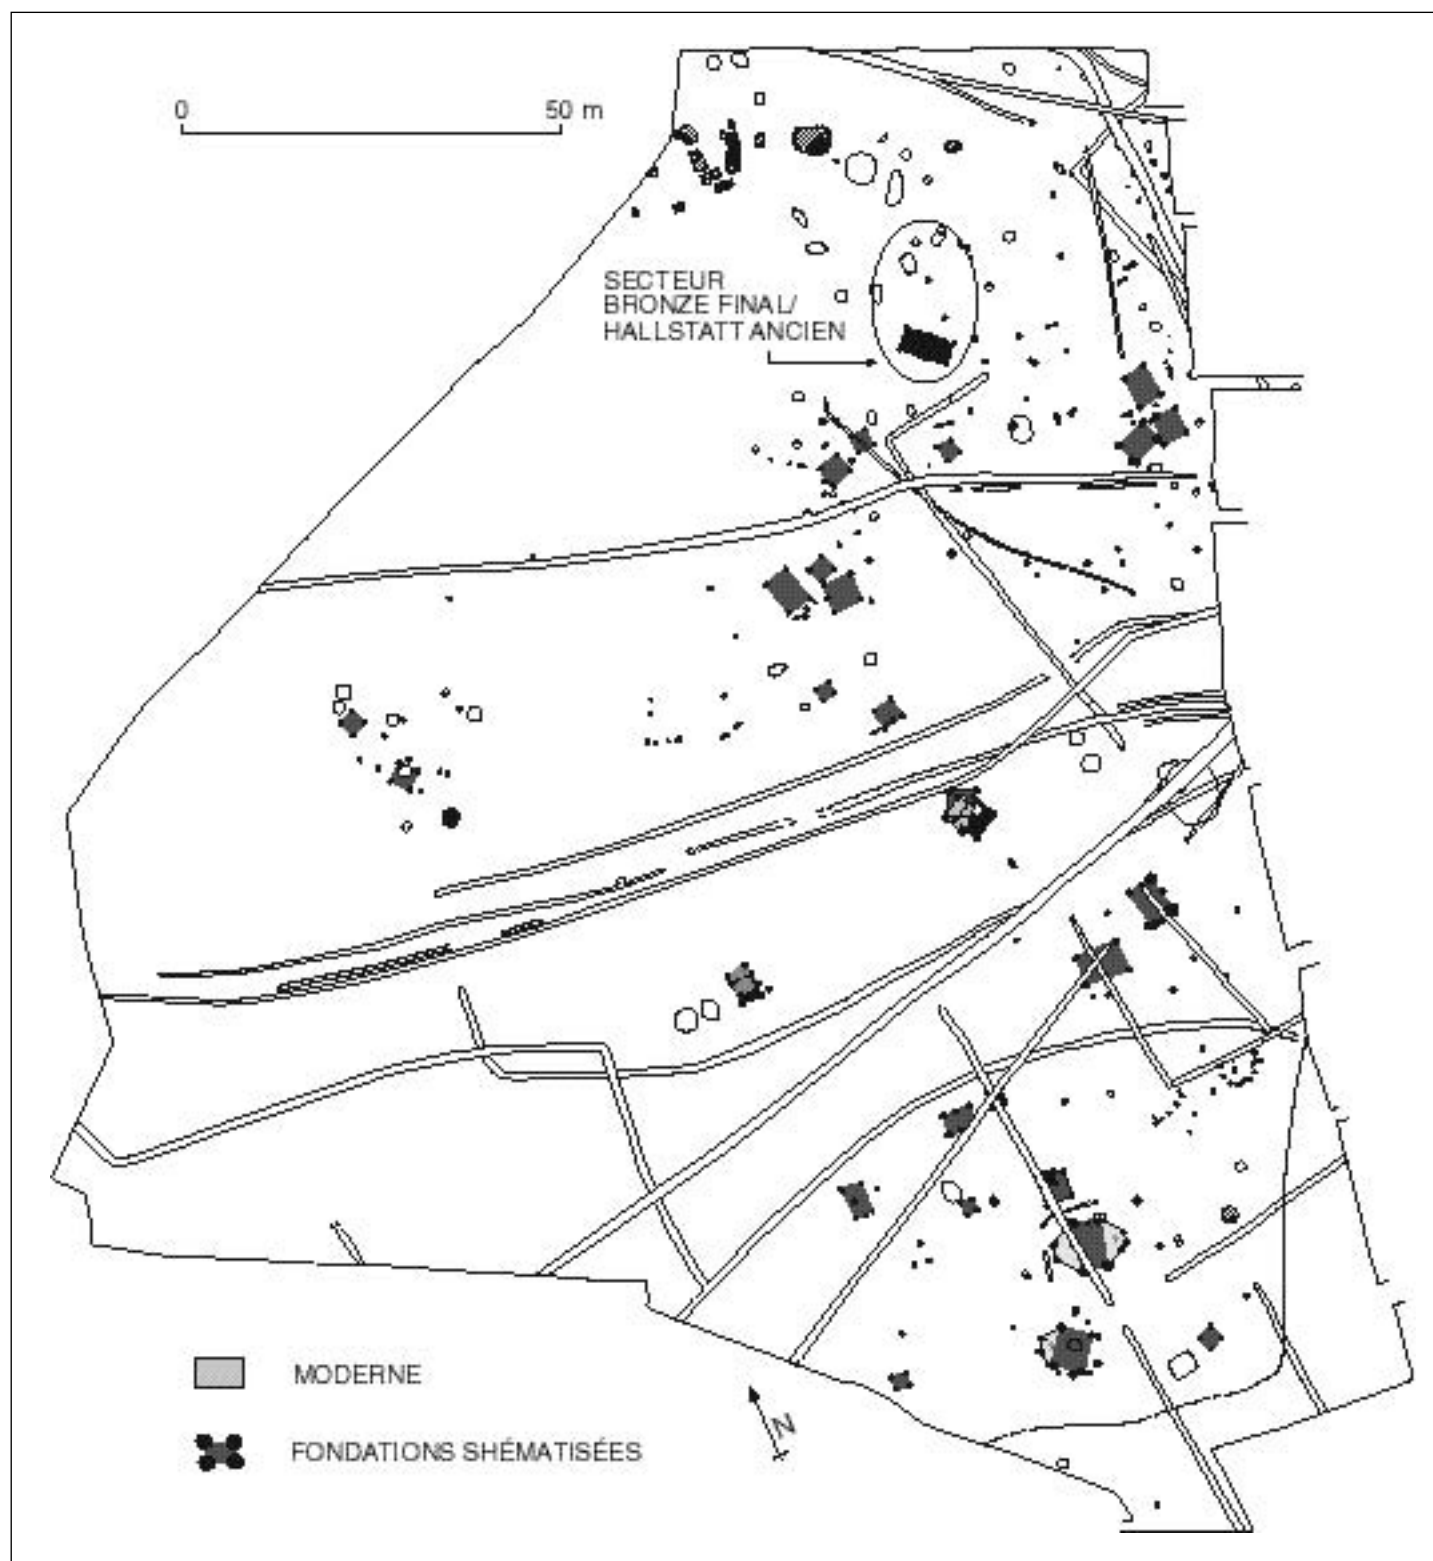 0 50 m
SECTEUR
BRONZE FINAL/
HALLSTATT ANCIEN
MODERNE
N
FONDATIONS SHÉMATISÉES